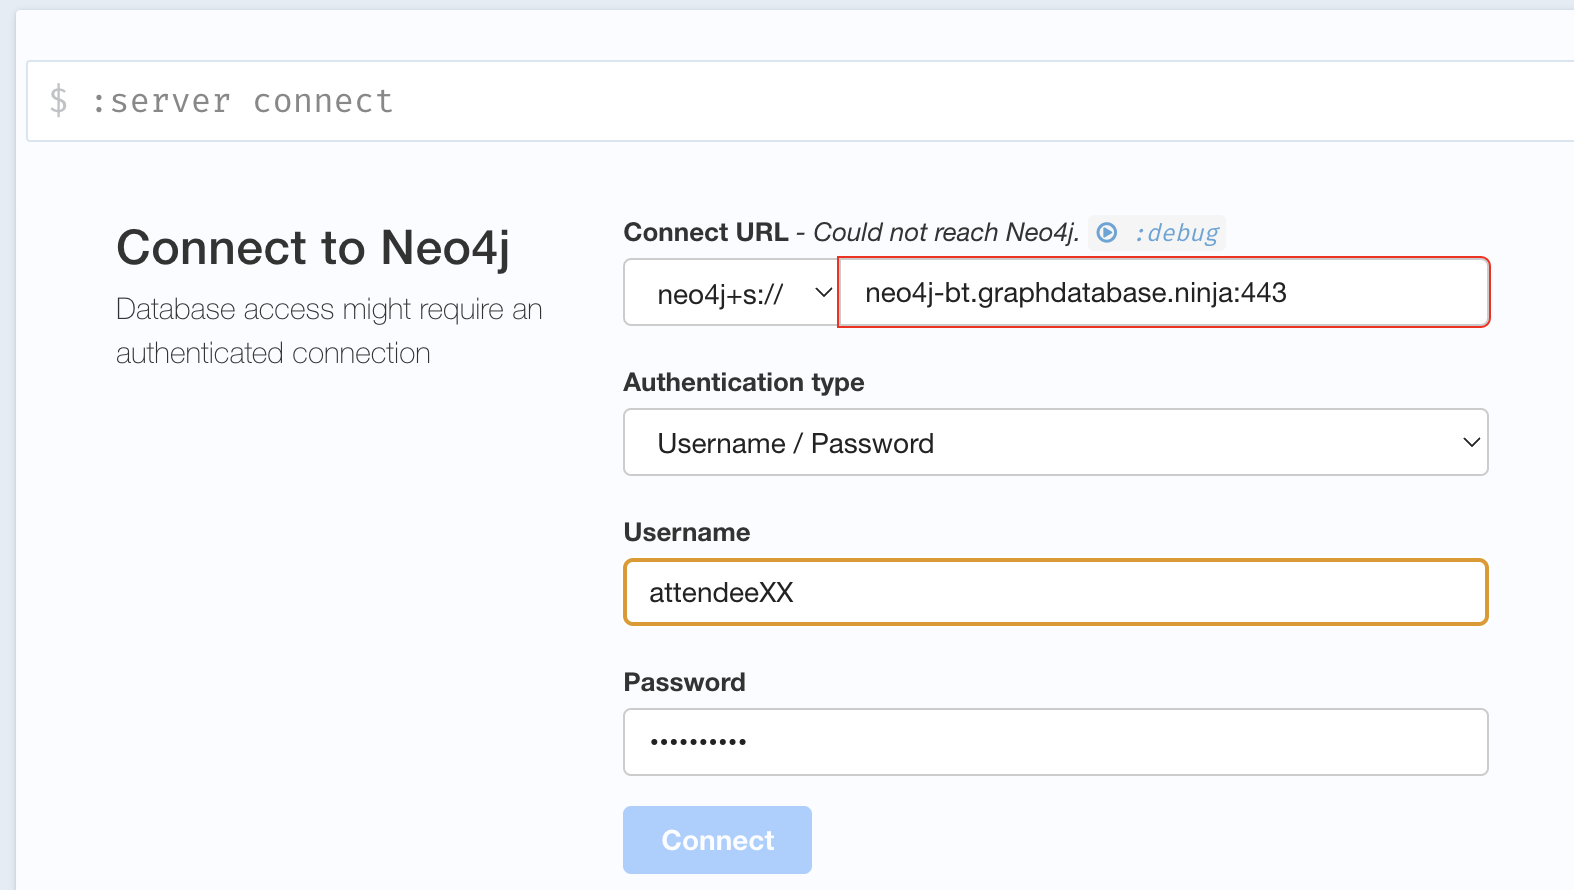 $ :server connect
Connect to Neo4j
Database access might require an
authenticated connection
Connect URL - Could not reach Neo4j. :debug
neo4j+s:// neo4j-bt.graphdatabase.ninja:443
Authentication type
Username / Password
Username
attendeeXX
Password
••••••••••
Connect